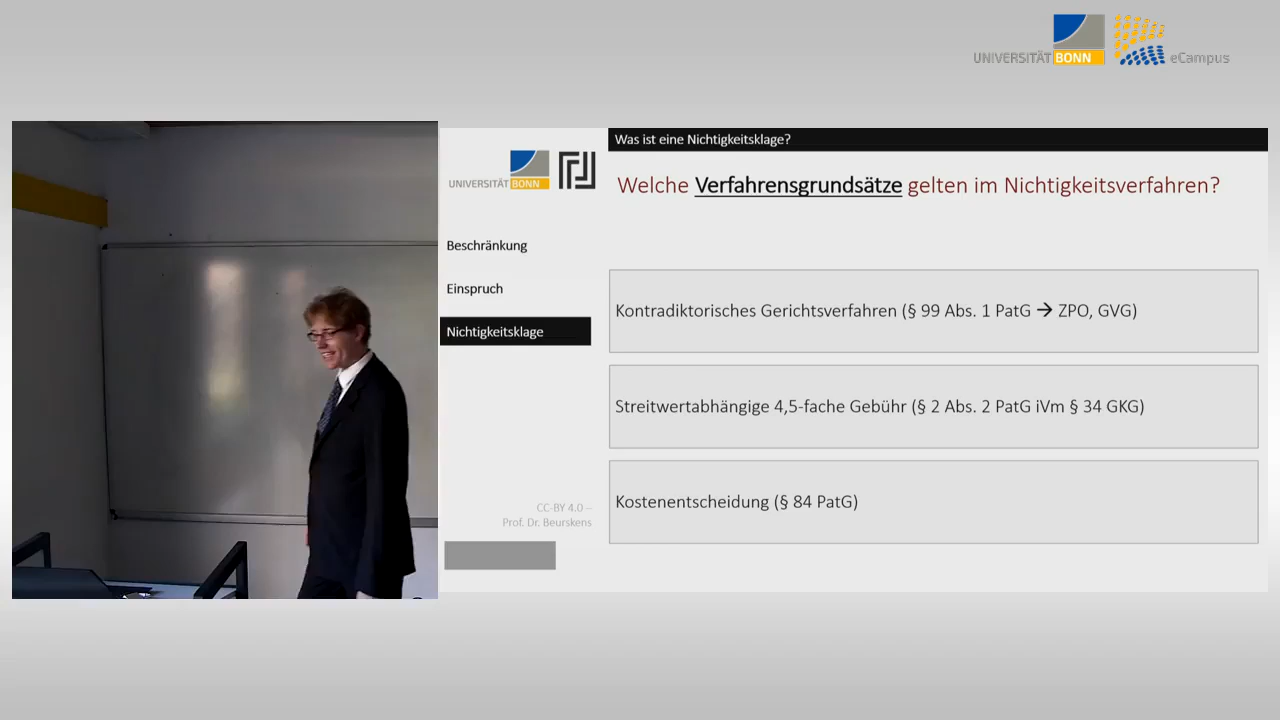 UNIVERSITÄT BONN eCampus
Was ist eine Nichtigkeitsklage?
UNIVERSITÄT BONN
Welche Verfahrensgrundsätze gelten im Nichtigkeitsverfahren?
Beschränkung
Einspruch
Nichtigkeitsklage
Kontradiktorisches Gerichtsverfahren (§ 99 Abs. 1 PatG → ZPO, GVG)
Streitwertabhängige 4,5-fache Gebühr (§ 2 Abs. 2 PatG iVm § 34 GKG)
Kostenentscheidung (§ 84 PatG)
CC-BY 4.0 –
Prof. Dr. Beurskens